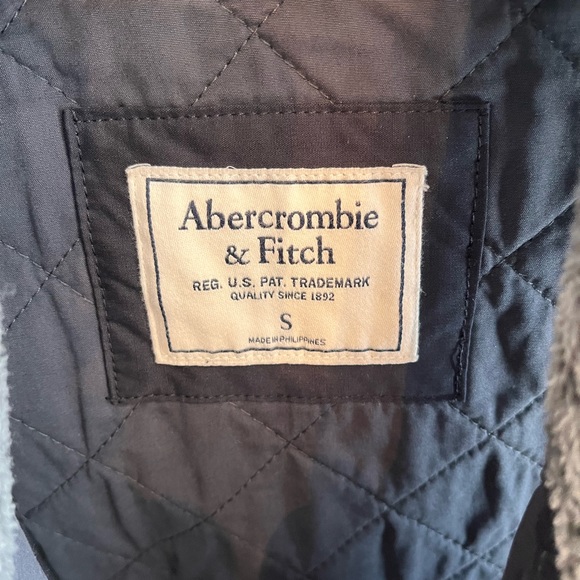 Abercrombie
& Fitch
REG. U.S. PAT. TRADEMARK
QUALITY SINCE 1892
S
MADE IN PHILIPPINES